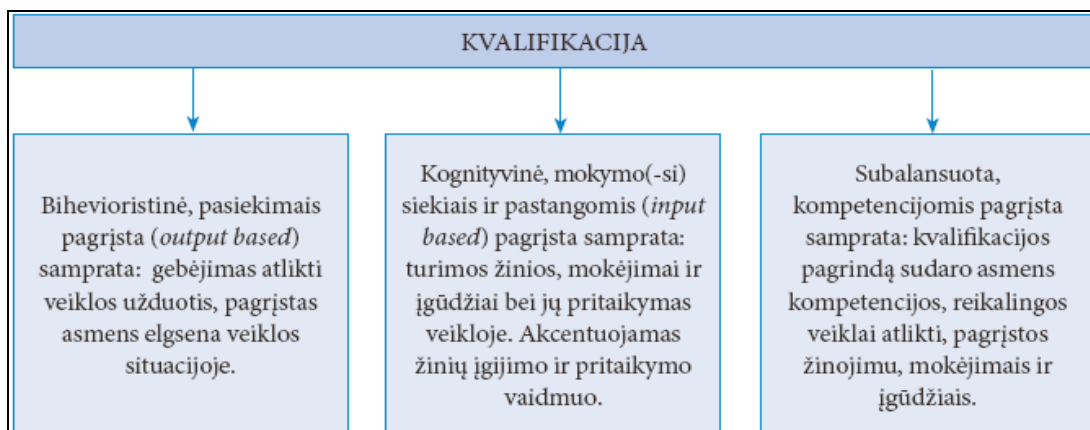 KVALIFIKACIJA
Bihevioristinė, pasiekimais
pagrįsta (output based)
samprata: gebėjimas atlikti
veiklos užduotis, pagrįstas
asmens elgsena veiklos
situacijoje.
Kognityvinė, mokymo(-si)
siekiais ir pastangomis (input
based) pagrįsta samprata:
turimos žinios, mokėjimai ir
įgūdžiai bei jų pritaikymas
veikloje. Akcentuojamas
žinių įgijimo ir pritaikymo
vaidmuo.
Subalansuota,
kompetencijomis pagrįsta
samprata: kvalifikacijos
pagrindą sudaro asmens
kompetencijos, reikalingos
veiklai atlikti, pagrįstos
žinojimu, mokėjimais ir
įgūdžiais.